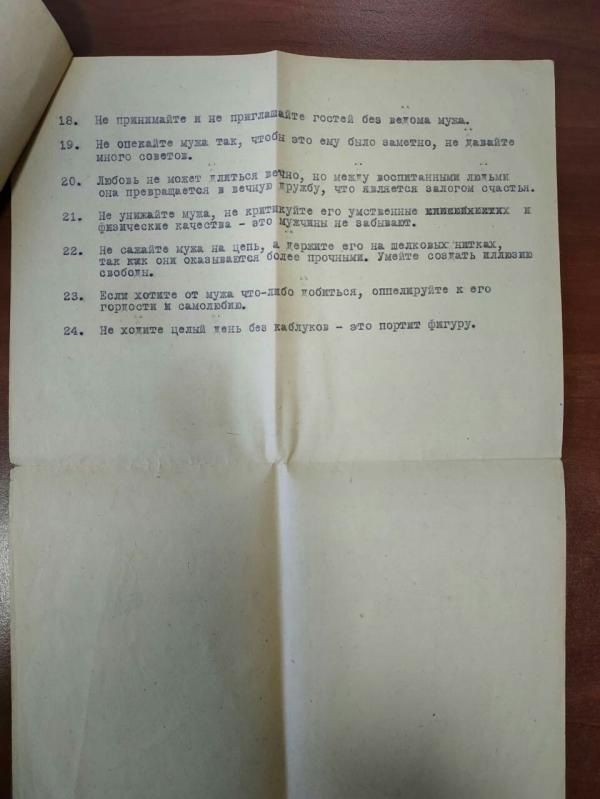 18. Не принимайте и не приглашайте гостей без ведома мужа.
19. Не опекайте мужа так, чтобы это ему было заметно, не давайте
много советов.
20. Любовь не может длиться вечно, но между воспитанными людьми
она превращается в вечную дружбу, что является залогом счастья.
21. Не унижайте мужа, не критикуйте его умственные и
физические качества - это мужчины не забывают.
22. Не сажайте мужа на цепь, а держите его на шелковых нитках,
так как они оказываются более прочными. Умейте создать иллюзию
свободы.
23. Если хотите от мужа что-либо добиться, оппелируйте к его
гордости и самолюбию.
24. Не ходите целый день без каблуков - это портит фигуру.